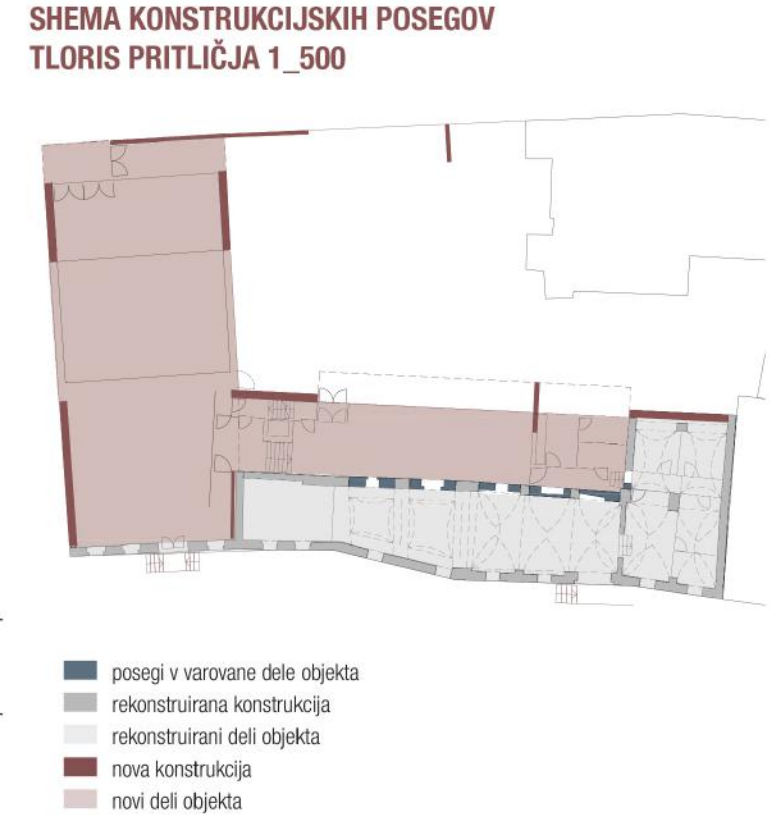 SHEMA KONSTRUKCIJSKIH POSEGOV
TLORIS PRITLIČJA 1_500
posegi v varovane dele objekta
rekonstruirana konstrukcija
rekonstruirani deli objekta
nova konstrukcija
novi deli objekta